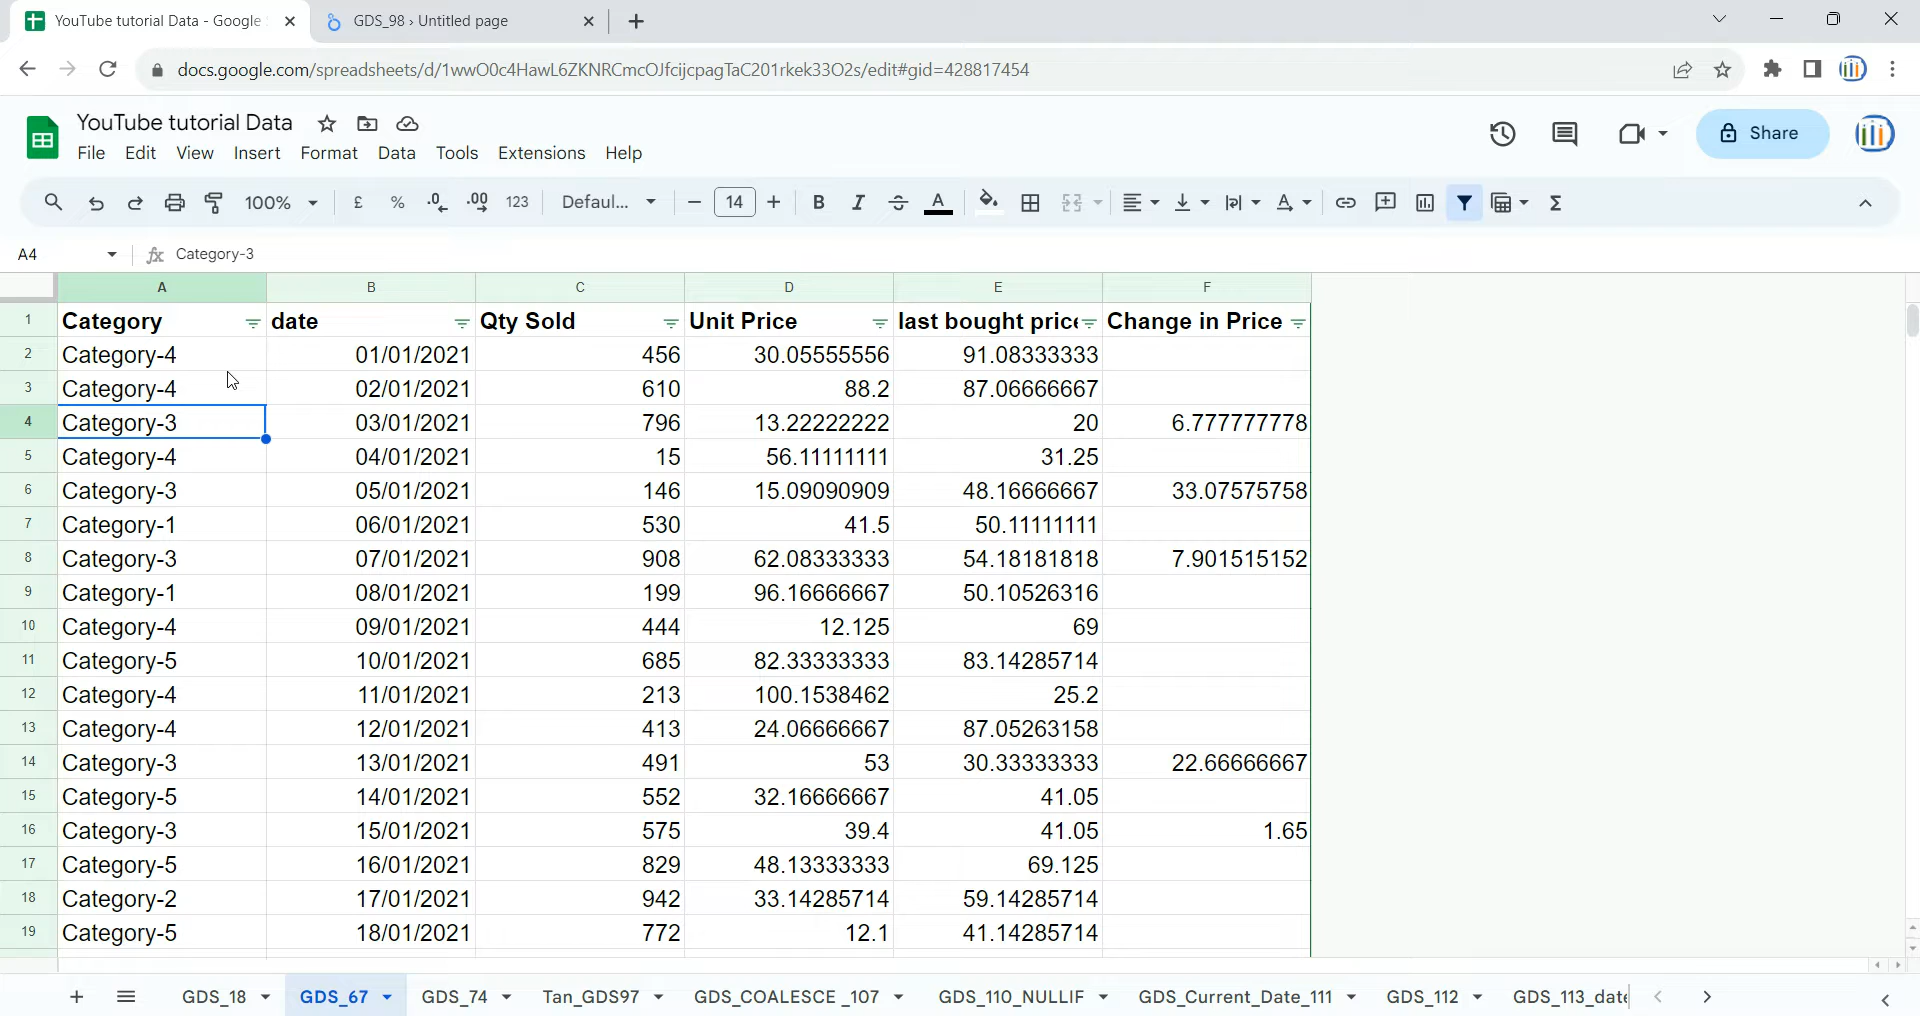 YouTube tutorial Data - Google
GDS_98 › Untitled page
docs.google.com/spreadsheets/d/1wwO0c4HawL6ZKNRCmcOJfcijcpagTaC201rkek33O2s/edit#gid=428817454
YouTube tutorial Data
File Edit View Insert Format Data Tools Extensions Help
Share
100% £ % .0 .00 123 Defaul... 14 B I S A
A4 fx Category-3
A B C D E F
1 Category date Qty Sold Unit Price last bought price Change in Price
2 Category-4 01/01/2021 456 30.05555556 91.08333333
3 Category-4 02/01/2021 610 88.2 87.06666667
4 Category-3 03/01/2021 796 13.22222222 20 6.777777778
5 Category-4 04/01/2021 15 56.11111111 31.25
6 Category-3 05/01/2021 146 15.09090909 48.16666667 33.07575758
7 Category-1 06/01/2021 530 41.5 50.11111111
8 Category-3 07/01/2021 908 62.08333333 54.18181818 7.901515152
9 Category-1 08/01/2021 199 96.16666667 50.10526316
10 Category-4 09/01/2021 444 12.125 69
11 Category-5 10/01/2021 685 82.33333333 83.14285714
12 Category-4 11/01/2021 213 100.1538462 25.2
13 Category-4 12/01/2021 413 24.06666667 87.05263158
14 Category-3 13/01/2021 491 53 30.33333333 22.66666667
15 Category-5 14/01/2021 552 32.16666667 41.05
16 Category-3 15/01/2021 575 39.4 41.05 1.65
17 Category-5 16/01/2021 829 48.13333333 69.125
18 Category-2 17/01/2021 942 33.14285714 59.14285714
19 Category-5 18/01/2021 772 12.1 41.14285714
GDS_18 GDS_67 GDS_74 Tan_GDS97 GDS_COALESCE _107 GDS_110_NULLIF GDS_Current_Date_111 GDS_112 GDS_113_date